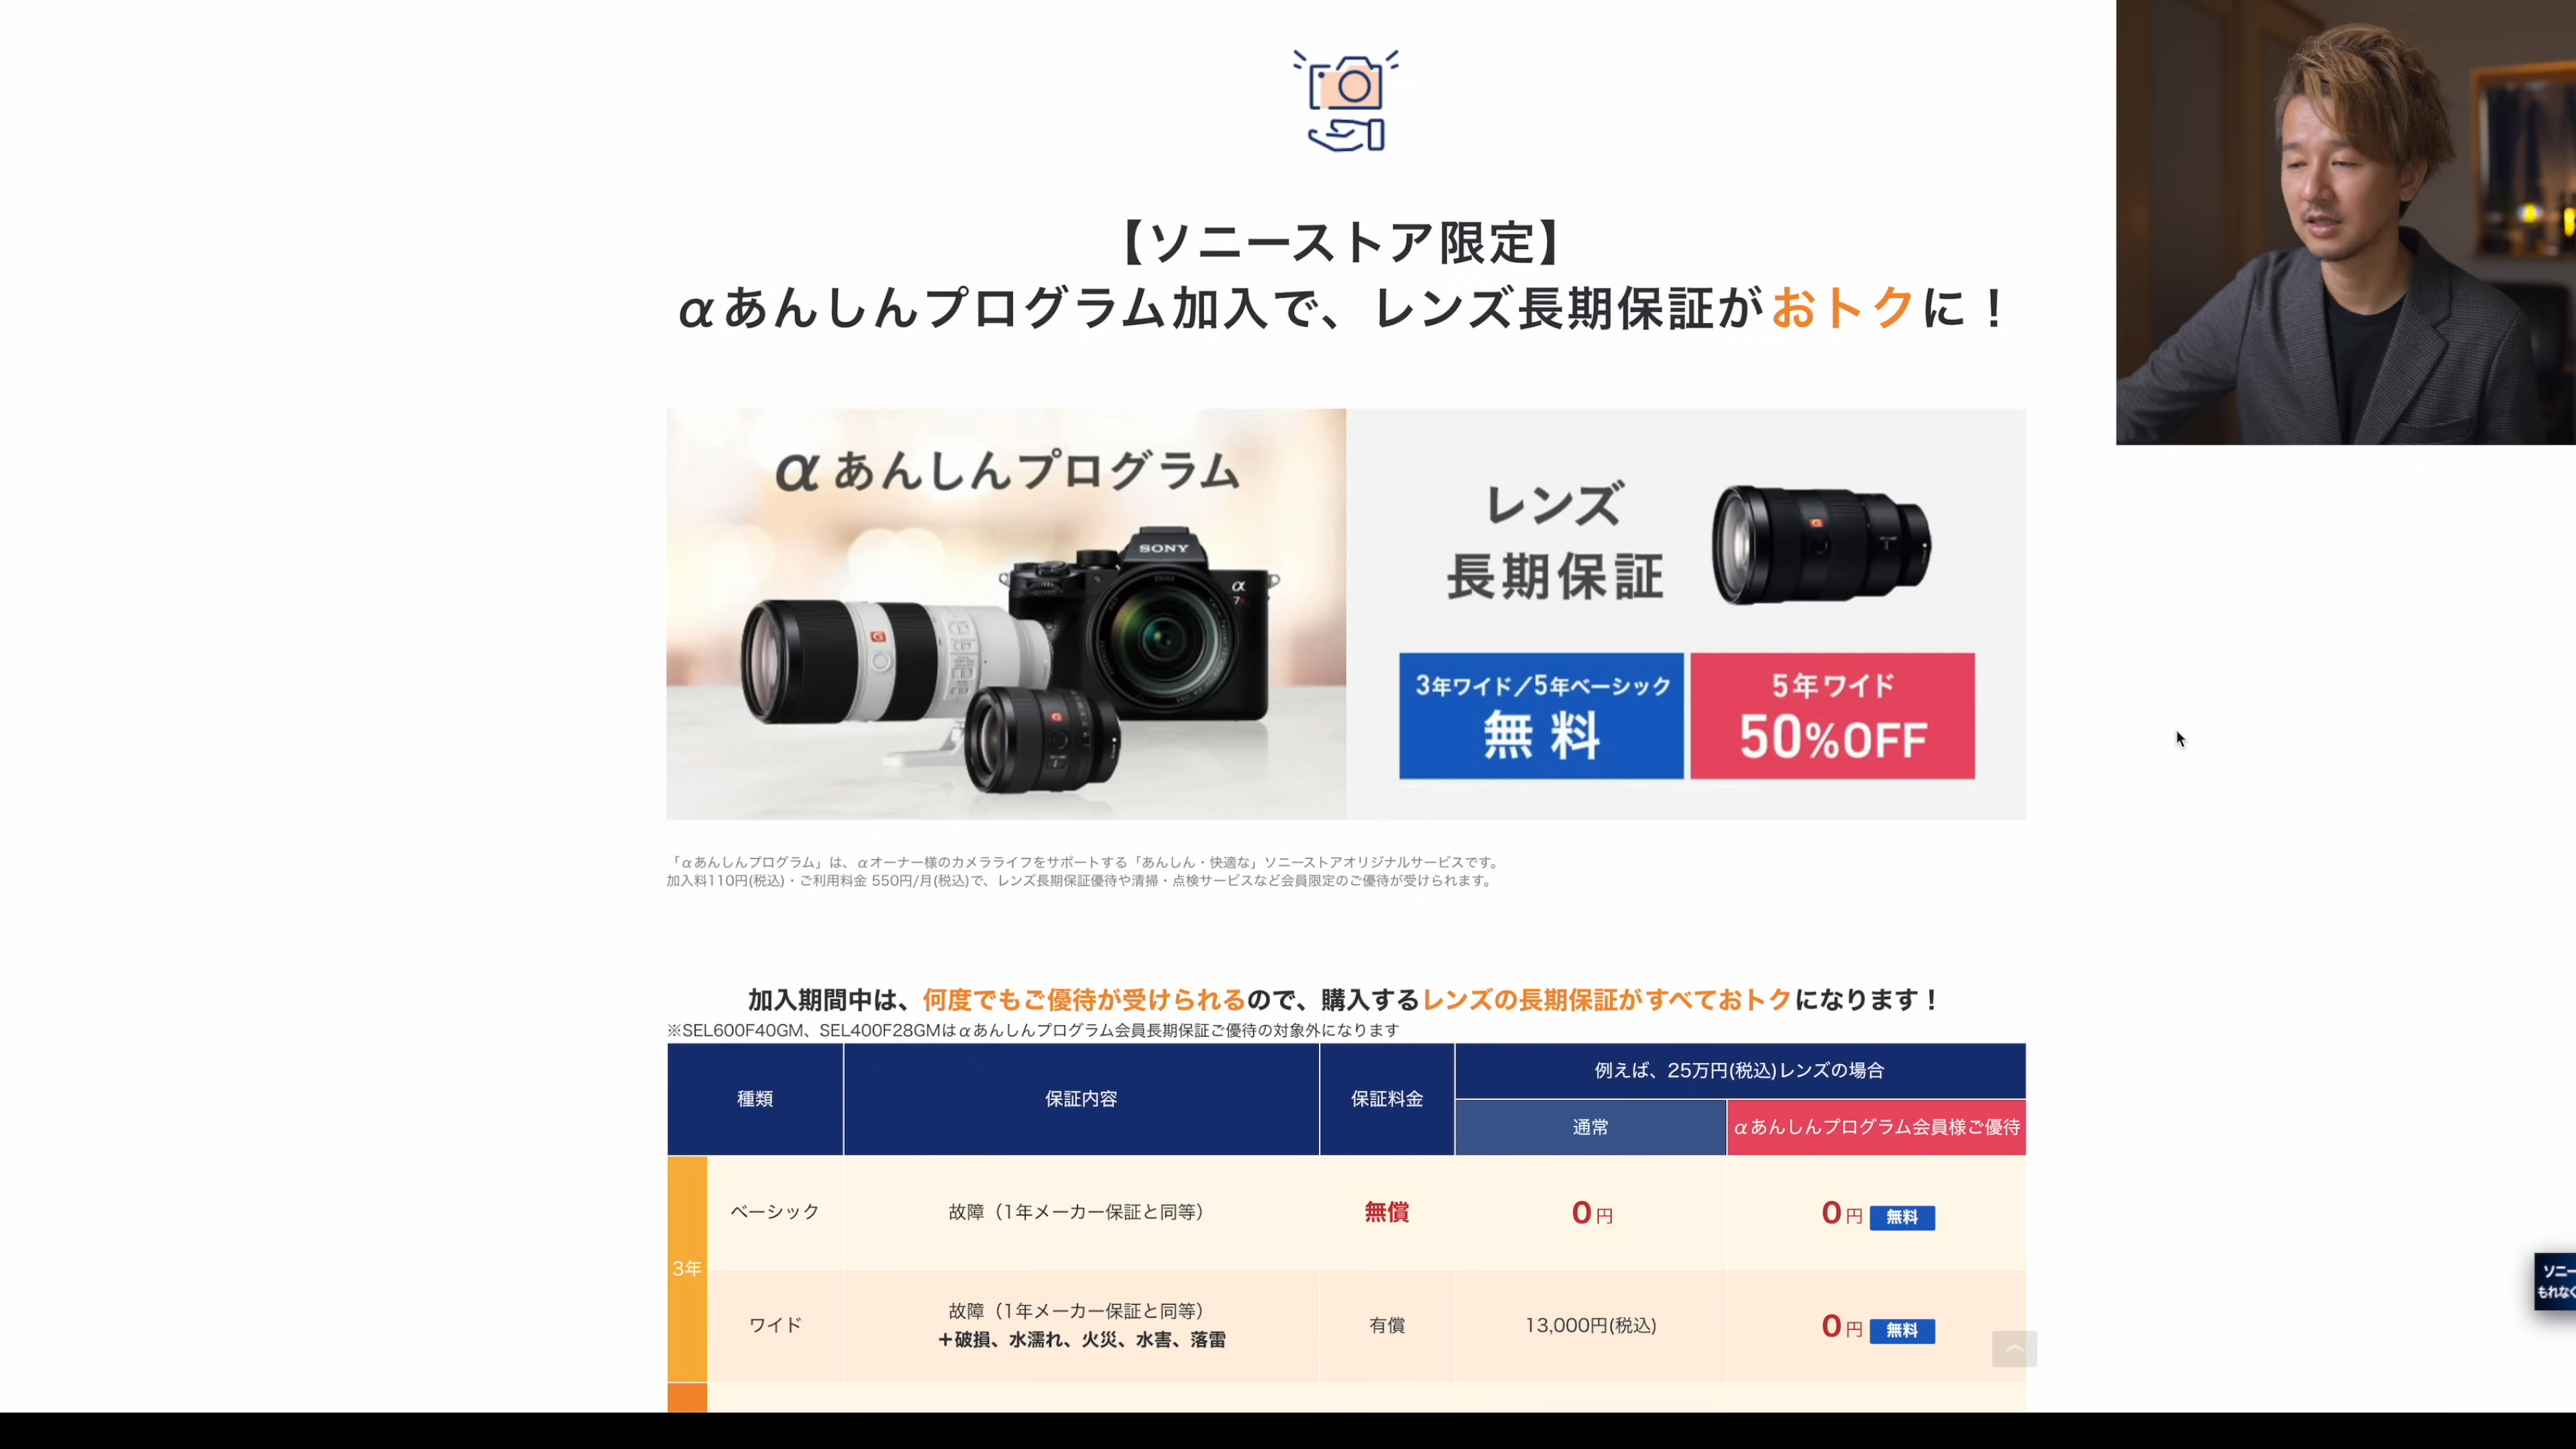 【ソニーストア限定】
αあんしんプログラム加入で、レンズ長期保証がおトクに！
αあんしんプログラム
SONY
α
7R
G
G
レンズ
長期保証
G
3年ワイド／5年ベーシック
無料
5年ワイド
50%OFF
「αあんしんプログラム」は、αオーナー様のカメラライフをサポートする「あんしん・快適な」ソニーストアオリジナルサービスです。
加入料110円(税込)・ご利用料金 550円/月(税込)で、レンズ長期保証優待や清掃・点検サービスなど会員限定のご優待が受けられます。
加入期間中は、何度でもご優待が受けられるので、購入するレンズの長期保証がすべておトクになります！
※SEL600F40GM、SEL400F28GMはαあんしんプログラム会員長期保証ご優待の対象外になります
種類
保証内容
保証料金
例えば、25万円(税込)レンズの場合
通常
αあんしんプログラム会員様ご優待
3年
ベーシック
故障（1年メーカー保証と同等）
無償
0円
0円 無料
ワイド
故障（1年メーカー保証と同等）
＋破損、水濡れ、火災、水害、落雷
有償
13,000円(税込)
0円 無料
ソニー
もれなく